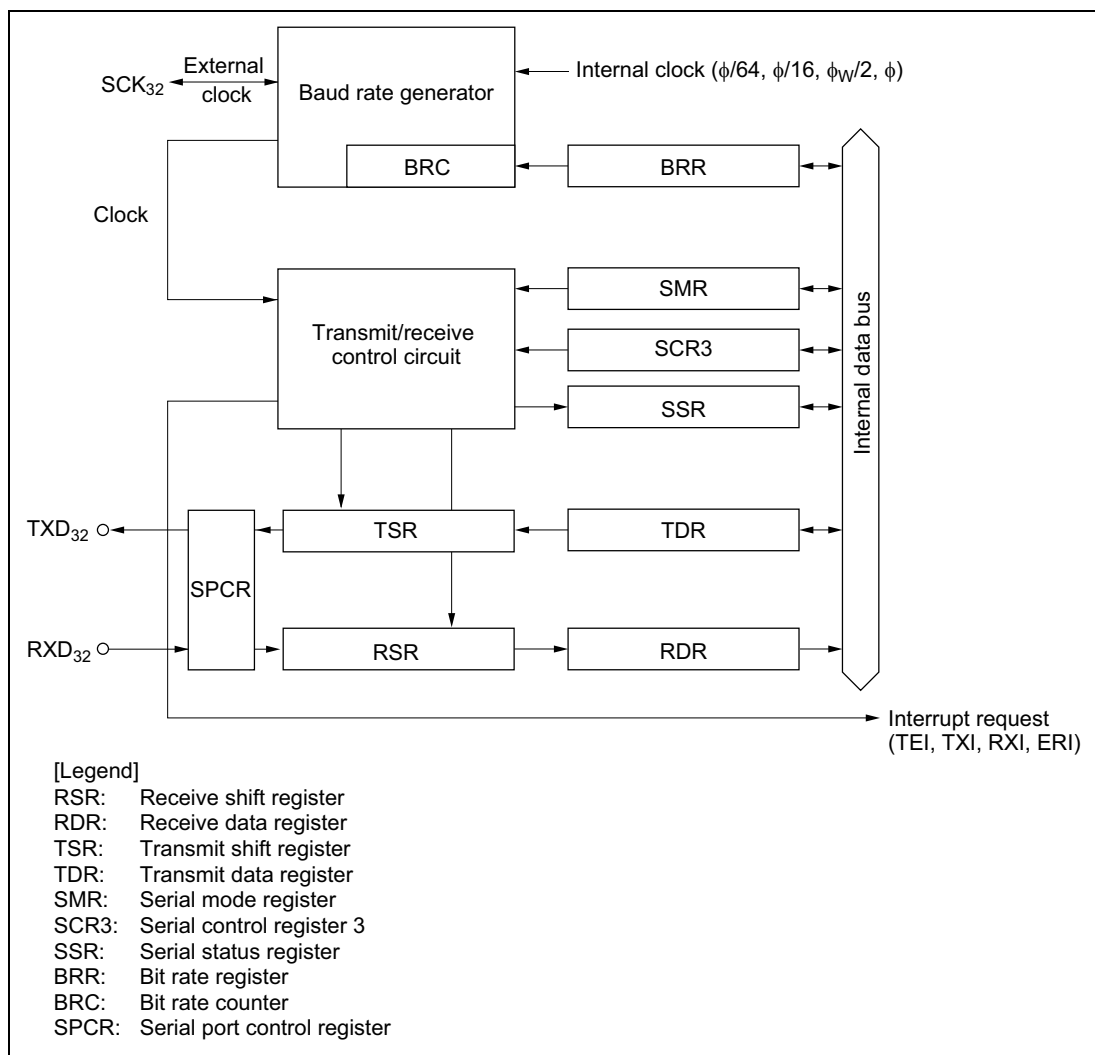 SCK32
External
clock
Baud rate generator
Internal clock (ϕ/64, ϕ/16, ϕW/2, ϕ)
BRC
BRR
Clock
Transmit/receive
control circuit
SMR
SCR3
SSR
Internal data bus
TXD32
SPCR
TSR
TDR
RXD32
RSR
RDR
Interrupt request
(TEI, TXI, RXI, ERI)
[Legend]
RSR: Receive shift register
RDR: Receive data register
TSR: Transmit shift register
TDR: Transmit data register
SMR: Serial mode register
SCR3: Serial control register 3
SSR: Serial status register
BRR: Bit rate register
BRC: Bit rate counter
SPCR: Serial port control register